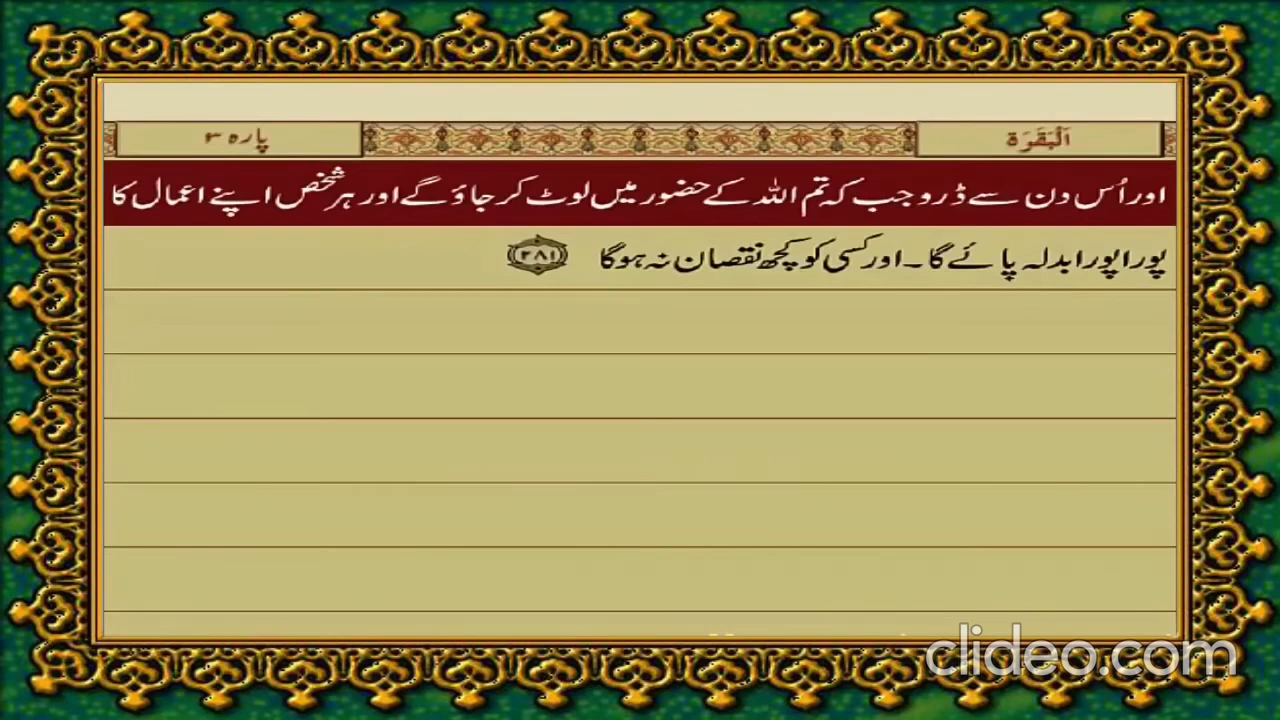 اَلْبَقَرَة
پارہ ۳
اور اُس دن سے ڈرو جب کہ تم اللہ کے حضور میں لوٹ کر جاؤ گے اور ہر شخص اپنے اعمال کا
پورا پورا بدلہ پائے گا۔ اور کسی کو کچھ نقصان نہ ہوگا ۲۸۱
clideo.com